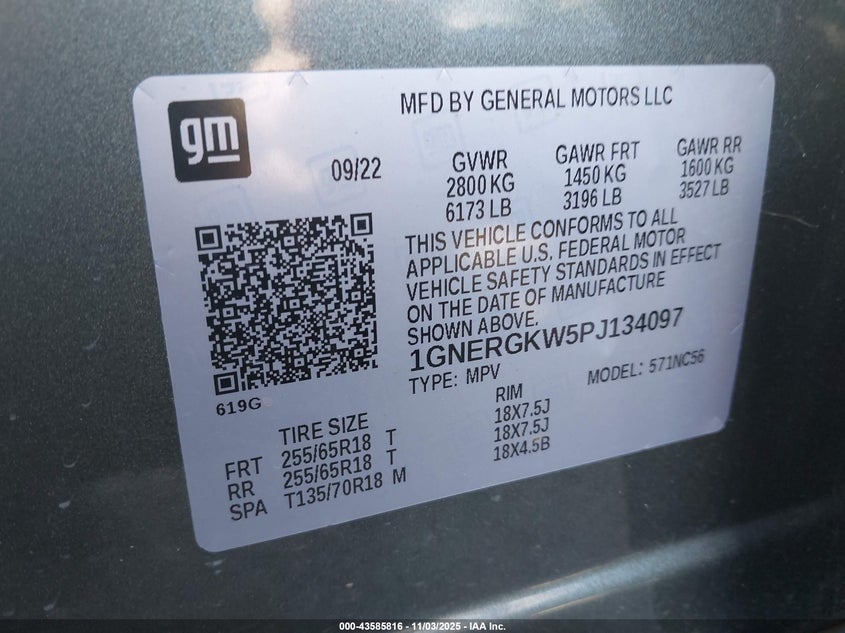 gm
MFD BY GENERAL MOTORS LLC
09/22
GVWR
2800 KG
6173 LB
GAWR FRT
1450 KG
3196 LB
GAWR RR
1600 KG
3527 LB
THIS VEHICLE CONFORMS TO ALL
APPLICABLE U.S. FEDERAL MOTOR
VEHICLE SAFETY STANDARDS IN EFFECT
ON THE DATE OF MANUFACTURE
SHOWN ABOVE.
1GNERGKW5PJ134097
TYPE: MPV
MODEL: 571NC56
619G
TIRE SIZE
RIM
FRT 255/65R18 T 18X7.5J
RR 255/65R18 T 18X7.5J
SPA T135/70R18 M 18X4.5B
000-43585816 - 11/03/2025 - IAA Inc.